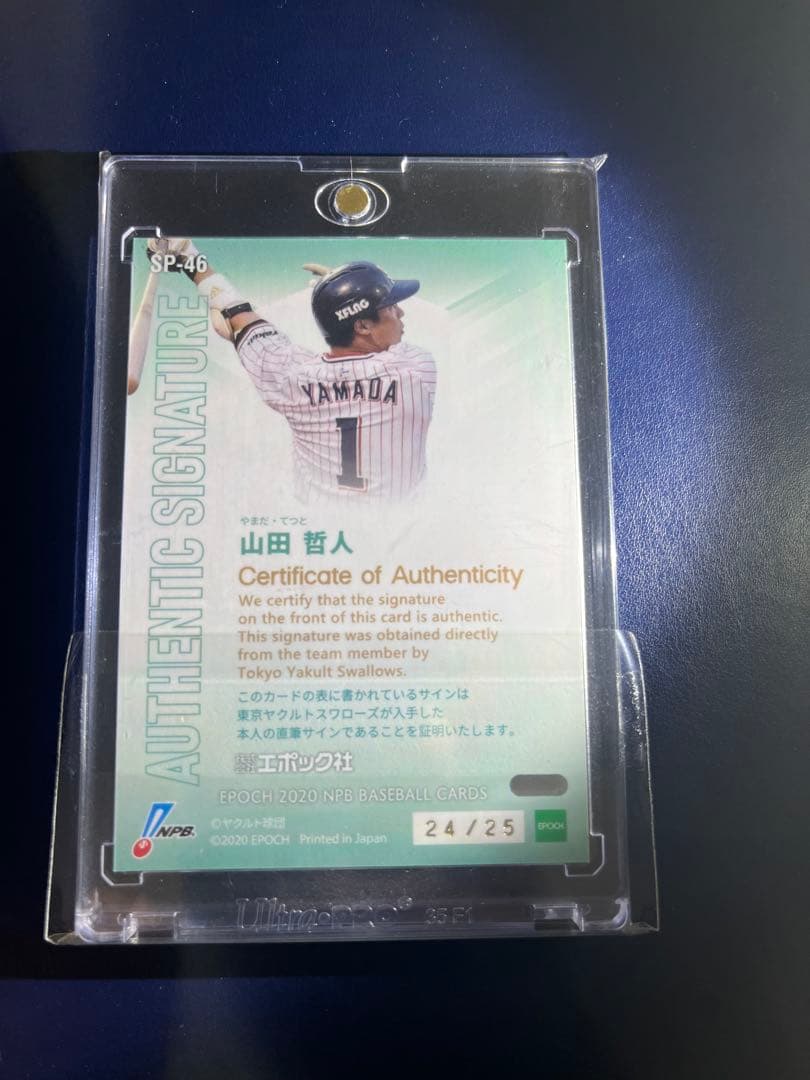 SP-46
AUTHENTIC SIGNATURE
XFLAG
YAMADA
1
やまだ・てつと
山田 哲人
Certificate of Authenticity
We certify that the signature
on the front of this card is authentic.
This signature was obtained directly
from the team member by
Tokyo Yakult Swallows.
このカードの表に書かれているサインは
東京ヤクルトスワローズが入手した
本人の直筆サインであることを証明いたします。
株式会社エポック社
EPOCH 2020 NPB BASEBALL CARDS
NPB
©ヤクルト球団
©2020 EPOCH Printed in Japan
24/25
EPOCH
Ultra•PRO®